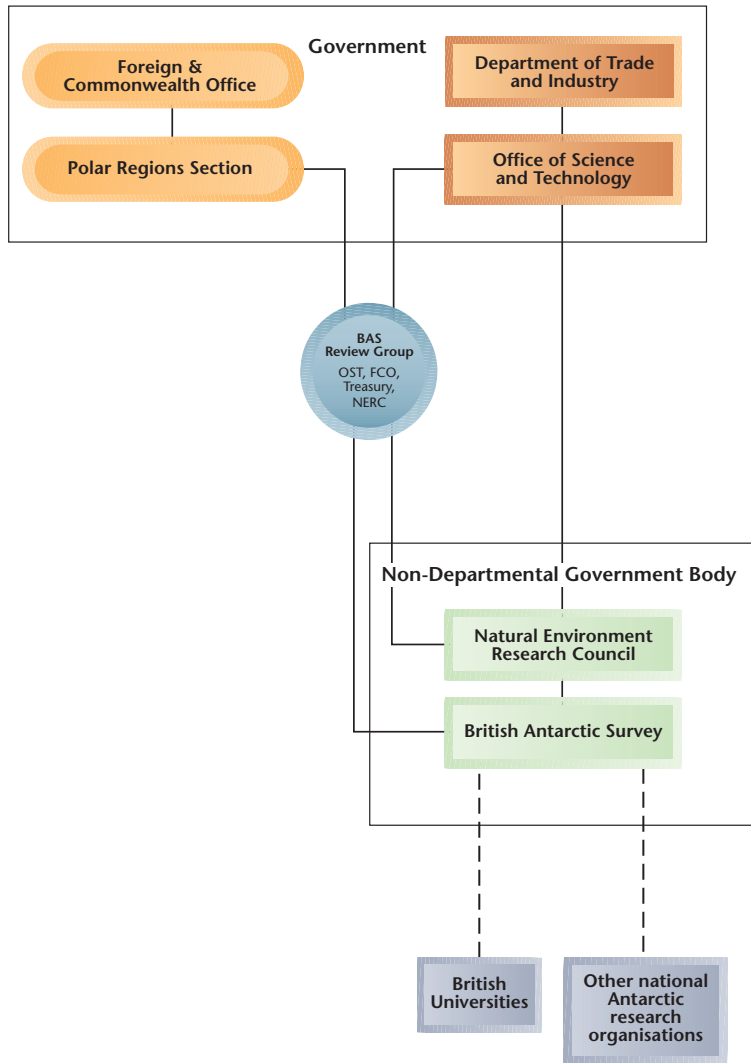 Government
Foreign &
Commonwealth Office
Department of Trade
and Industry
Polar Regions Section
Office of Science
and Technology
BAS
Review Group
OST, FCO,
Treasury,
NERC
Non-Departmental Government Body
Natural Environment
Research Council
British Antarctic Survey
British
Universities
Other national
Antarctic
research
organisations